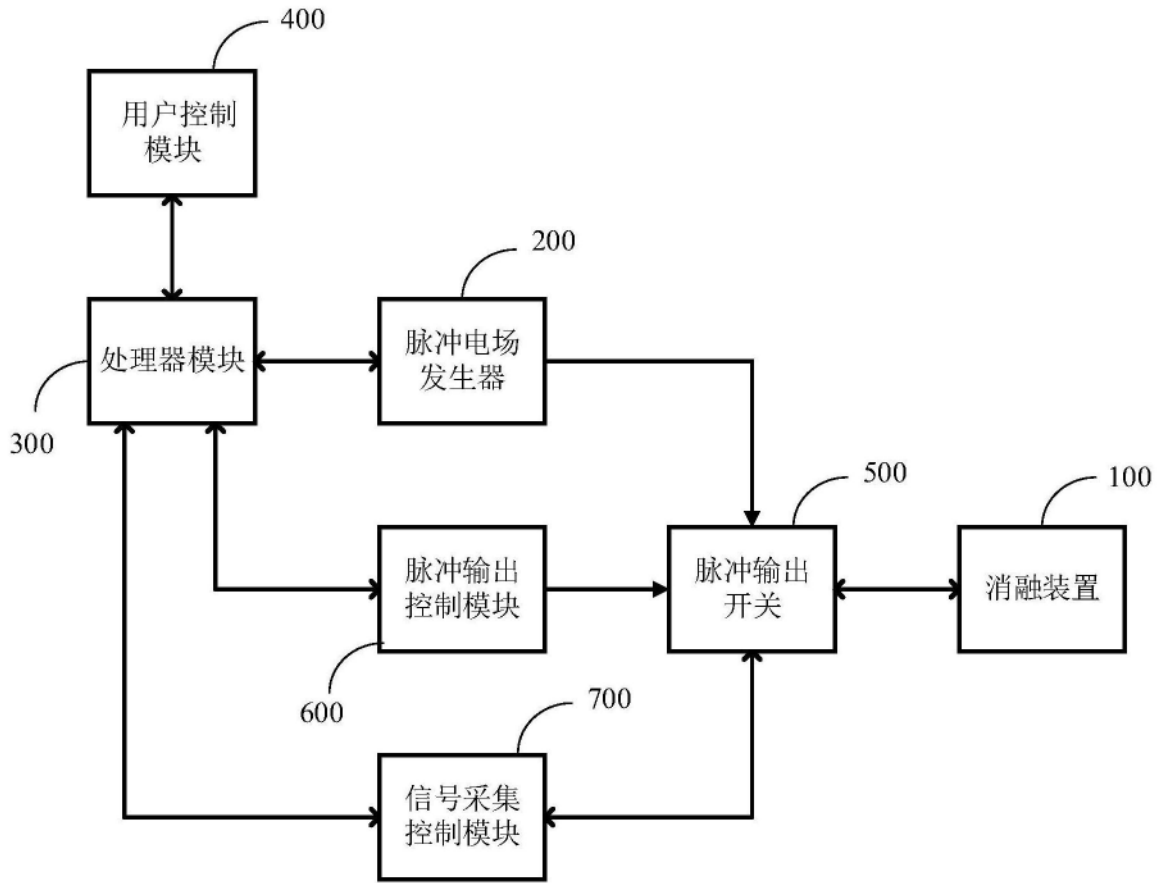 400
用户控制
模块
200
处理器模块
脉冲电场
发生器
300
500
100
脉冲输出
控制模块
脉冲输出
开关
消融装置
600
700
信号采集
控制模块